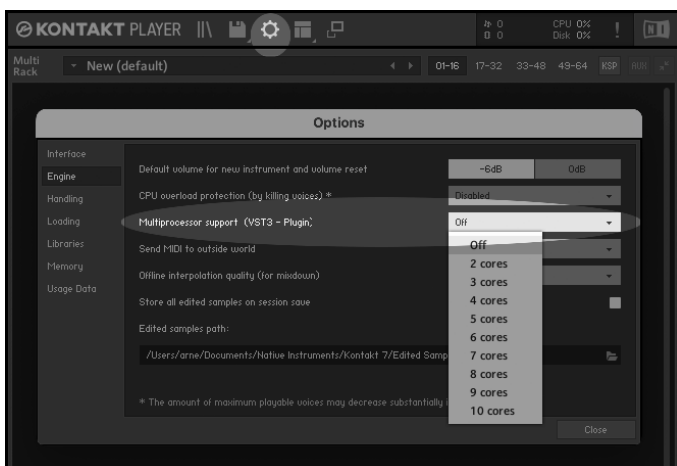 KONTAKT PLAYER
0
0
CPU 0%
Disk 0%
!
Multi
Rack
New (default)
01-16 17-32 33-48 49-64 KSP AUX
Options
Interface
Engine
Handling
Loading
Libraries
Memory
Usage Data
Default volume for new instrument and volume reset -6dB 0dB
CPU overload protection (by killing voices) * Disabled
Multiprocessor support (VST3 - Plugin) Off
Send MIDI to outside world
Offline interpolation quality (for mixdown)
Store all edited samples on session save
Edited samples path:
/Users/arne/Documents/Native Instruments/Kontakt 7/Edited Samp
* The amount of maximum playable voices may decrease substantially i
Off
2 cores
3 cores
4 cores
5 cores
6 cores
7 cores
8 cores
9 cores
10 cores
Close